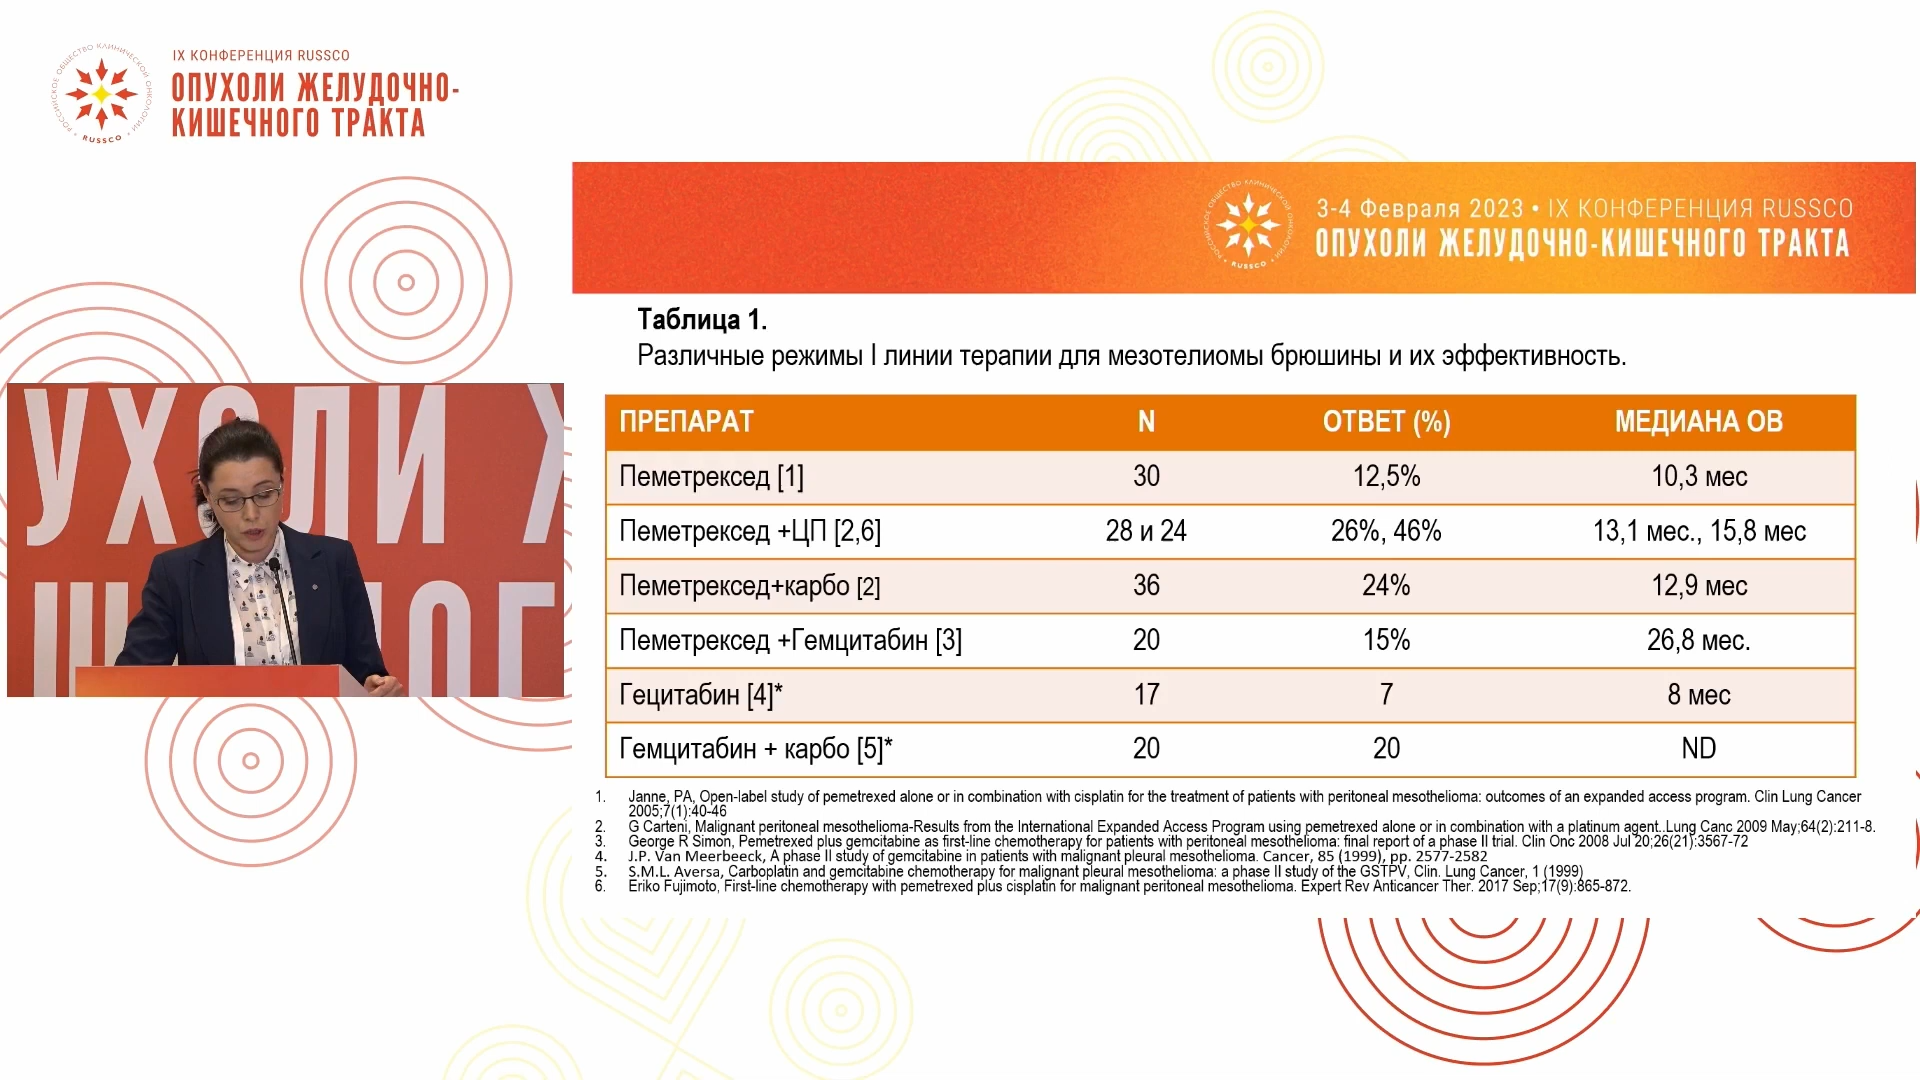 IX КОНФЕРЕНЦИЯ RUSSCO
ОПУХОЛИ ЖЕЛУДОЧНО-
КИШЕЧНОГО ТРАКТА
РОССИЙСКОЕ ОБЩЕСТВО КЛИНИЧЕСКОЙ ОНКОЛОГИИ
• RUSSCO •
3-4 Февраля 2023 • IX КОНФЕРЕНЦИЯ RUSSCO
ОПУХОЛИ ЖЕЛУДОЧНО-КИШЕЧНОГО ТРАКТА
РОССИЙСКОЕ ОБЩЕСТВО КЛИНИЧЕСКОЙ ОНКОЛОГИИ
• RUSSCO •
Таблица 1.
Различные режимы I линии терапии для мезотелиомы брюшины и их эффективность.
ПРЕПАРАТ N ОТВЕТ (%) МЕДИАНА ОВ
Пеметрексед [1] 30 12,5% 10,3 мес
Пеметрексед +ЦП [2,6] 28 и 24 26%, 46% 13,1 мес., 15,8 мес
Пеметрексед+карбо [2] 36 24% 12,9 мес
Пеметрексед +Гемцитабин [3] 20 15% 26,8 мес.
Гецитабин [4]* 17 7 8 мес
Гемцитабин + карбо [5]* 20 20 ND
1. Janne, PA, Open-label study of pemetrexed alone or in combination with cisplatin for the treatment of patients with peritoneal mesothelioma: outcomes of an expanded access program. Clin Lung Cancer
2005;7(1):40-46
2. G Carteni, Malignant peritoneal mesothelioma-Results from the International Expanded Access Program using pemetrexed alone or in combination with a platinum agent..Lung Canc 2009 May;64(2):211-8.
3. George R Simon, Pemetrexed plus gemcitabine as first-line chemotherapy for patients with peritoneal mesothelioma: final report of a phase II trial. Clin Onc 2008 Jul 20;26(21):3567-72
4. J.P. Van Meerbeeck, A phase II study of gemcitabine in patients with malignant pleural mesothelioma. Cancer, 85 (1999), pp. 2577-2582
5. S.M.L. Aversa, Carboplatin and gemcitabine chemotherapy for malignant pleural mesothelioma: a phase II study of the GSTPV, Clin. Lung Cancer, 1 (1999)
6. Eriko Fujimoto, First-line chemotherapy with pemetrexed plus cisplatin for malignant peritoneal mesothelioma. Expert Rev Anticancer Ther. 2017 Sep;17(9):865-872.